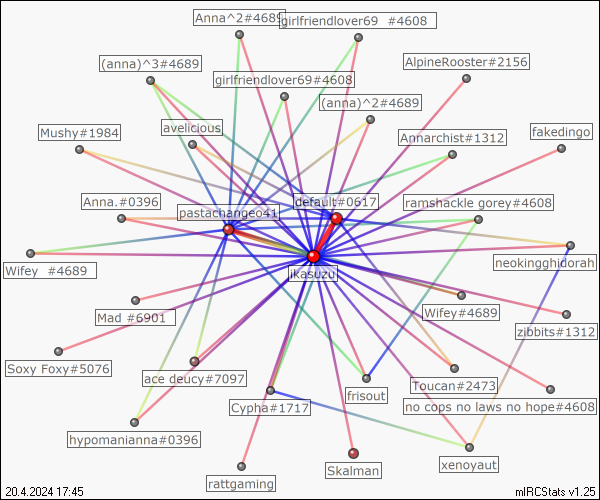 Anna^2#4689
girlfriendlover69 #4608
(anna)^3#4689
AlpineRooster#2156
girlfriendlover69#4608
(anna)^2#4689
Mushy#1984
avelicious
Annarchist#1312
fakedingo
Anna.#0396
pastachangeo41
default#0617
ramshackle gorey#4608
Wifey #4689
jkasuzu
neokingghidorah
Mad #6901
Wifey#4689
zibbits#1312
Soxy Foxy#5076
ace deucy#7097
Cypha#1717
frisout
Toucan#2473
no cops no laws no hope#4608
hypomanianna#0396
rattgaming
Skalman
xenoyaut
20.4.2024 17:45
mIRCStats v1.25